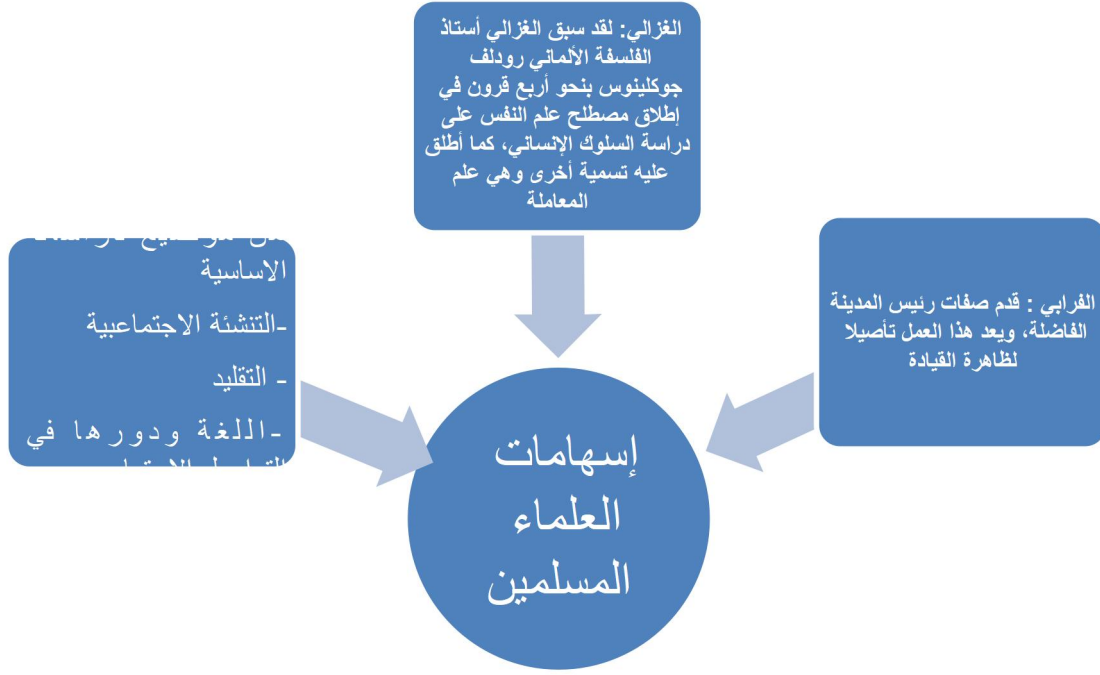 الغزالي: لقد سبق الغزالي أستاذ
الفلسفة الألماني رودلف
جوكلينوس بنحو أربع قرون في
إطلاق مصطلح علم النفس على
دراسة السلوك الإنساني، كما أطلق
عليه تسمية أخرى وهي علم
المعاملة
الفرابي : قدم صفات رئيس المدينة
الفاضلة، ويعد هذا العمل تأصيلا
لظاهرة القيادة
الاساسية
-التنشئة الاجتماعبية
- التقليد
-اللغة ودورها في
إسهامات
العلماء
المسلمين